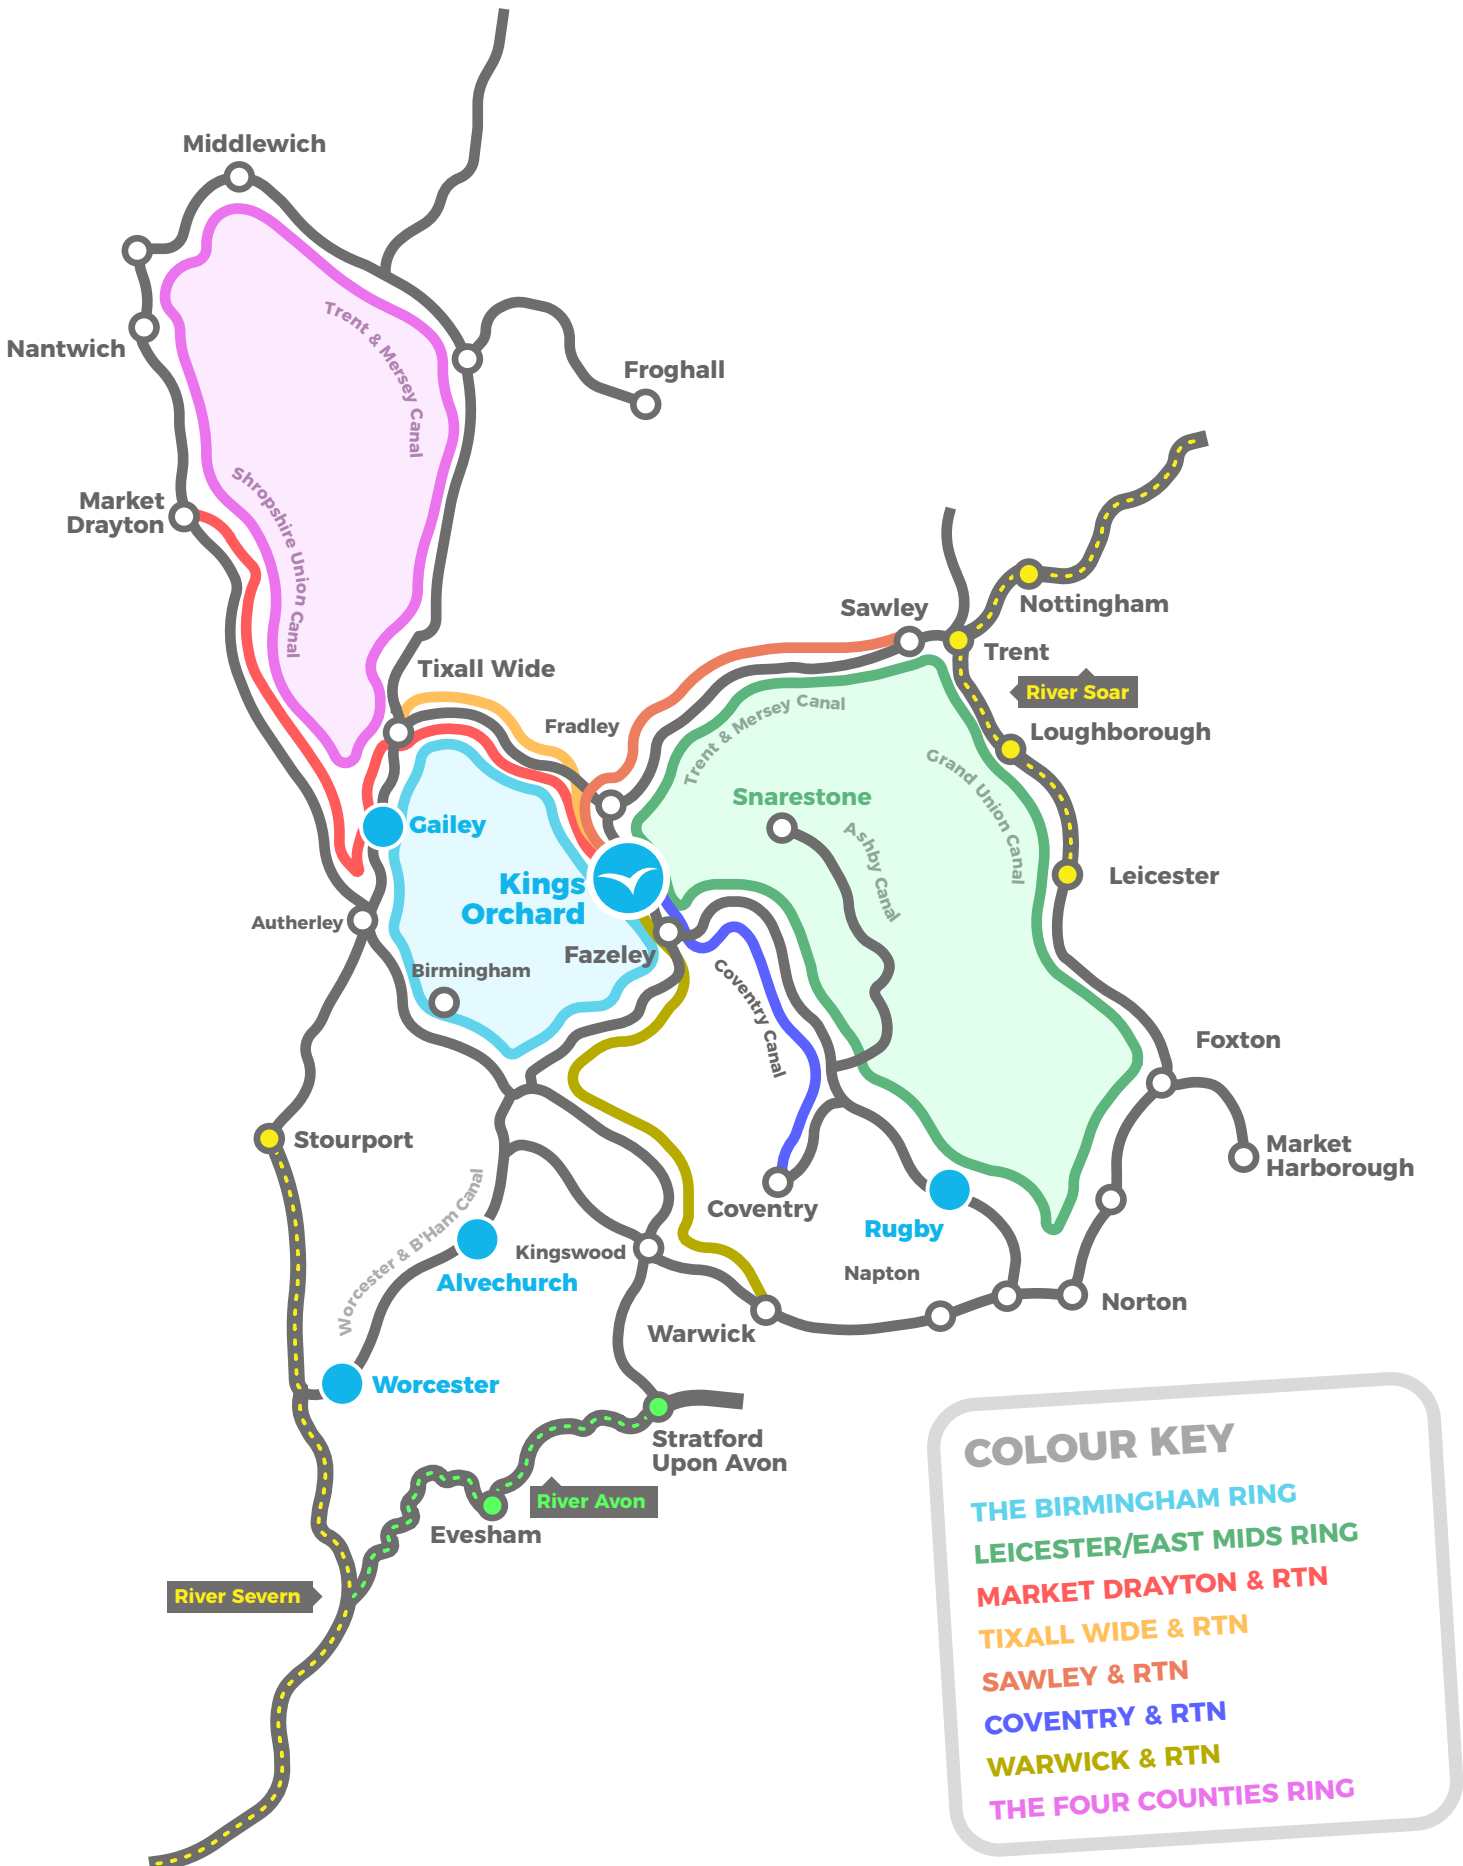 Middlewich
Nantwich
Trent & Mersey Canal
Froghall
Market
Drayton
Shropshire Union Canal
Tixall Wide
Fradley
Sawley
Nottingham
Trent
River Soar
Loughborough
Trent & Mersey Canal
Grand Union Canal
Snarestone
Ashby Canal
Gailey
Kings
Orchard
Leicester
Autherley
Birmingham
Fazeley
Coventry Canal
Foxton
Stourport
Market
Harborough
Worcester & B'Ham Canal
Coventry
Rugby
Kingswood
Alvechurch
Napton
Norton
Warwick
Worcester
Stratford
Upon Avon
River Avon
Evesham
River Severn
COLOUR KEY
THE BIRMINGHAM RING
LEICESTER/EAST MIDS RING
MARKET DRAYTON & RTN
TIXALL WIDE & RTN
SAWLEY & RTN
COVENTRY & RTN
WARWICK & RTN
THE FOUR COUNTIES RING